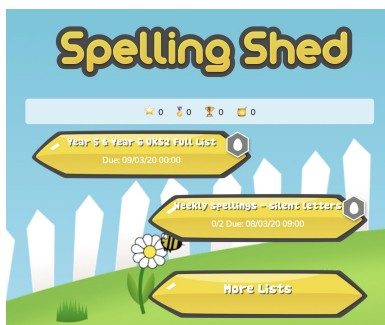 Spelling Shed
0 0 0 0
Year 5 & Year 6 UKS2 Full List
Due: 09/03/20 00:00
Weekly spellings - silent letters
0/2 Due: 08/03/20 09:00
More Lists